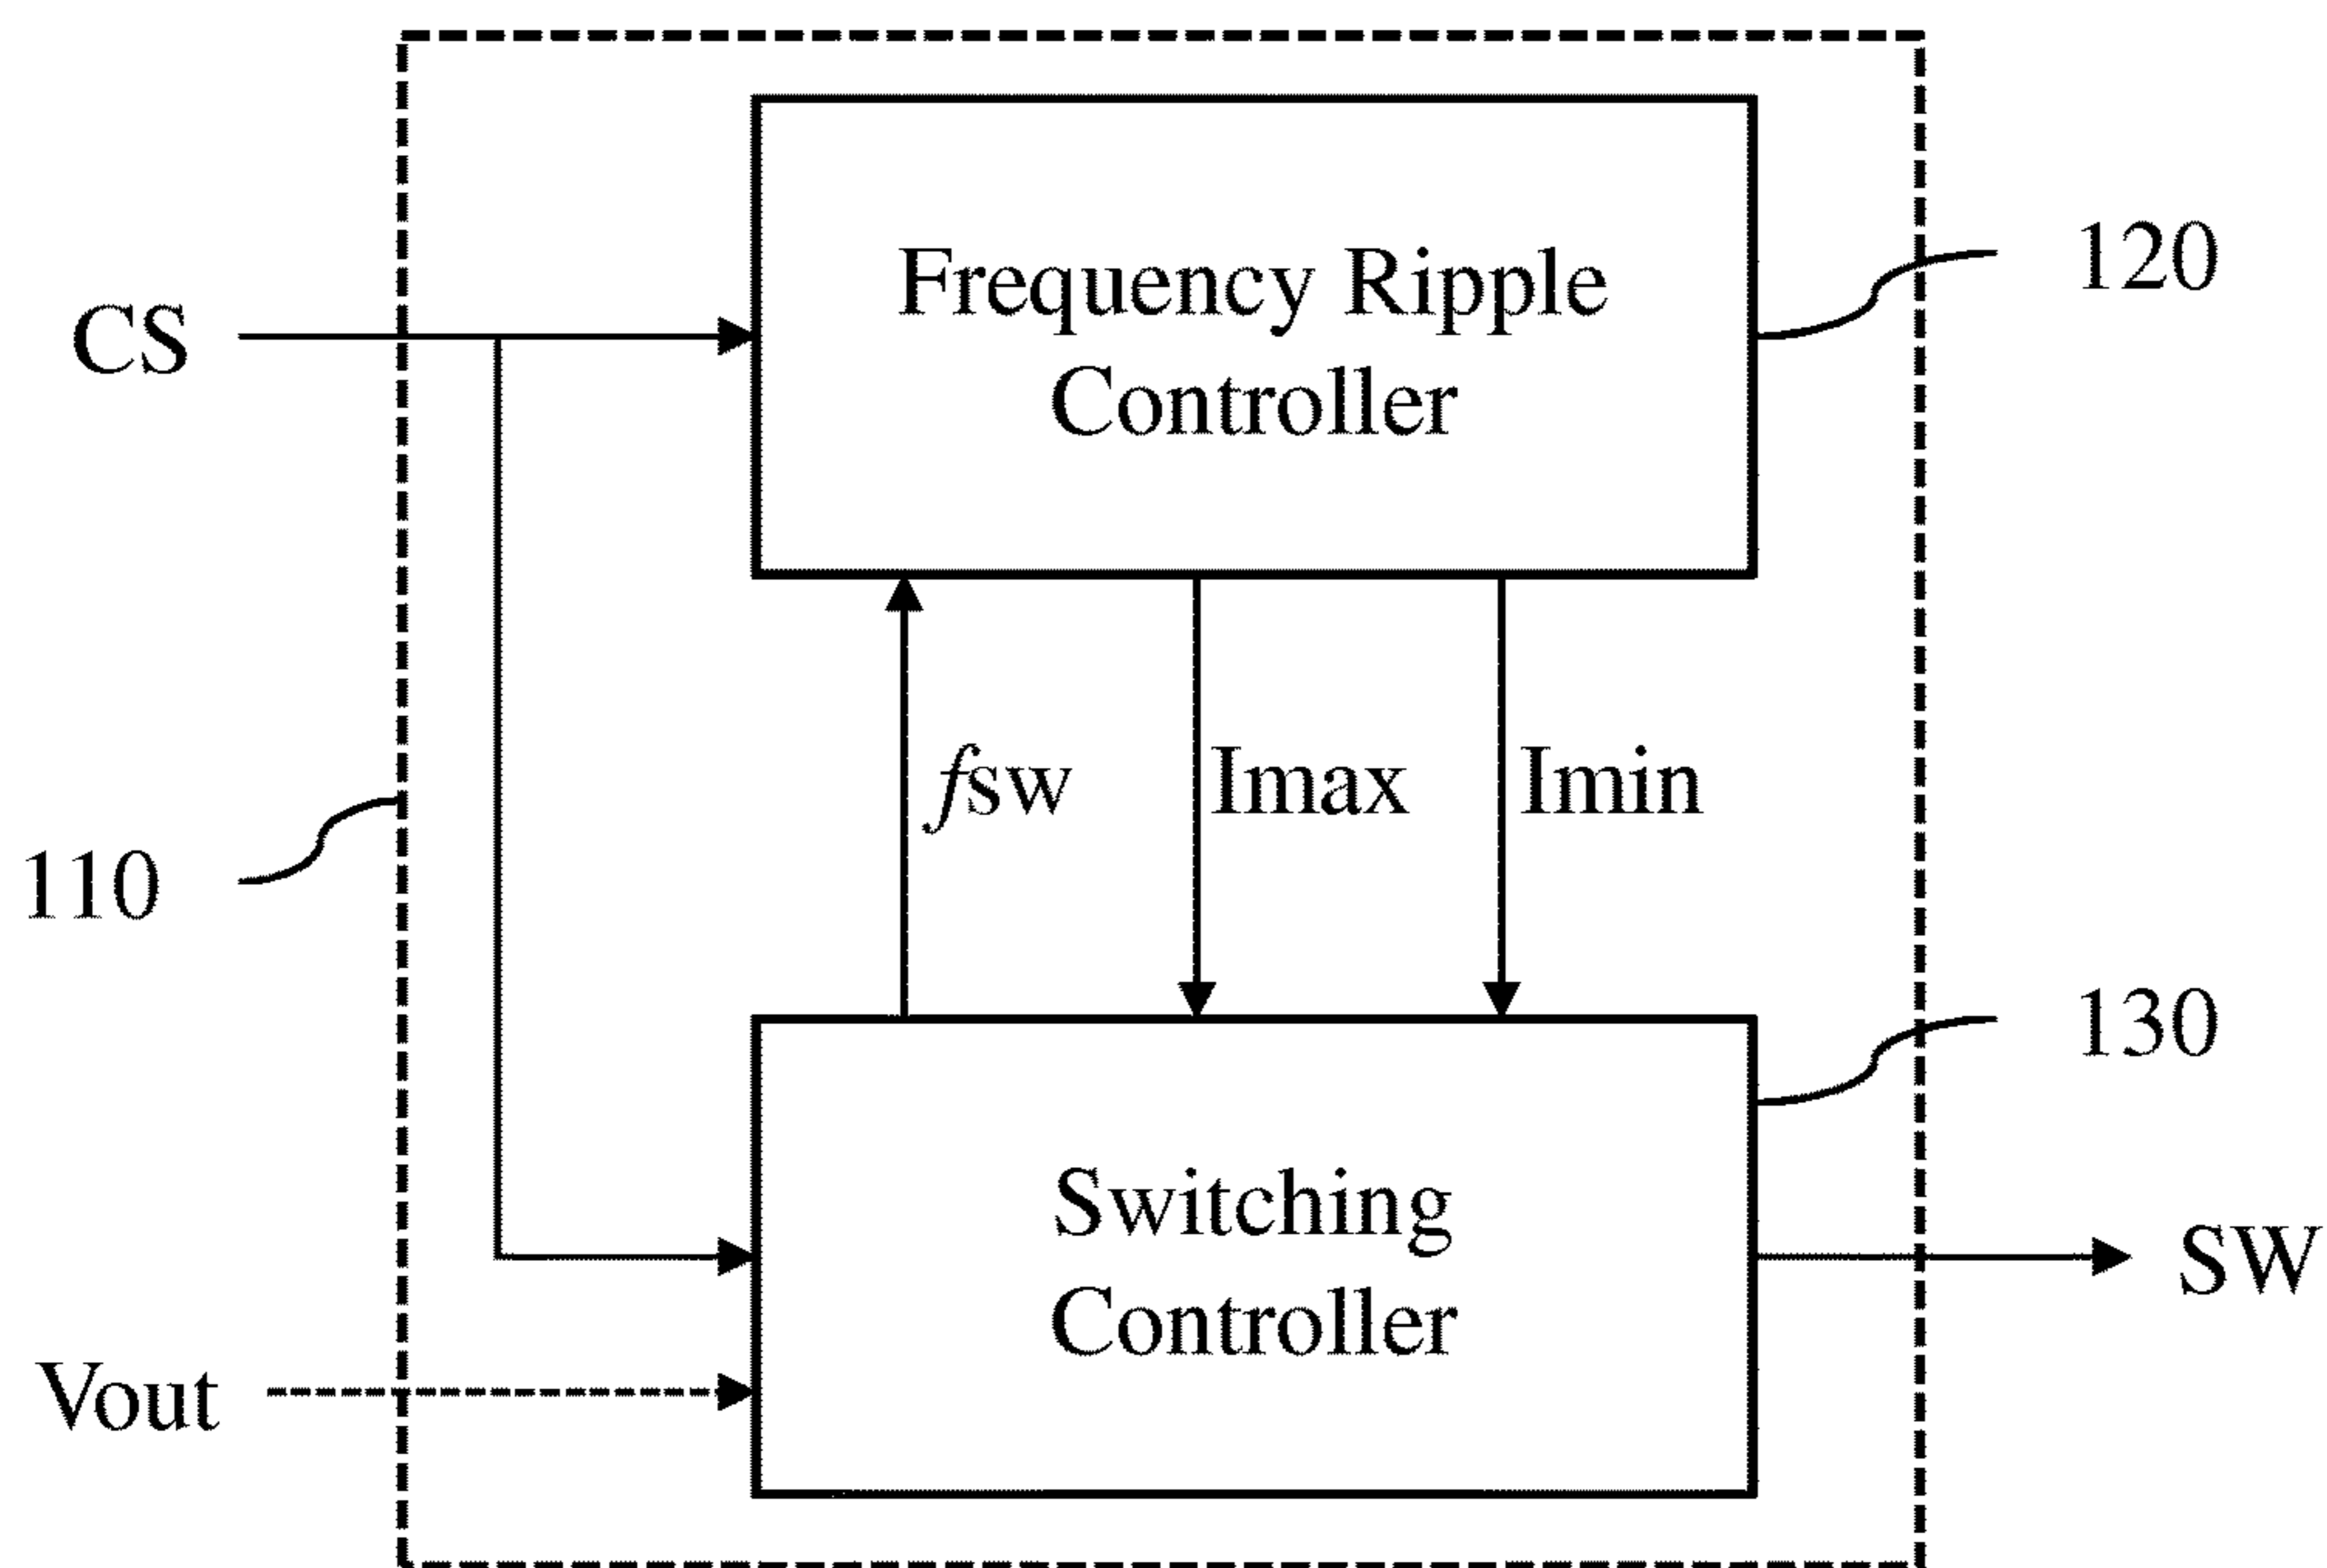 Frequency Ripple
Controller
120
CS
fsw
Imax
Imin
110
130
Switching
Controller
SW
Vout